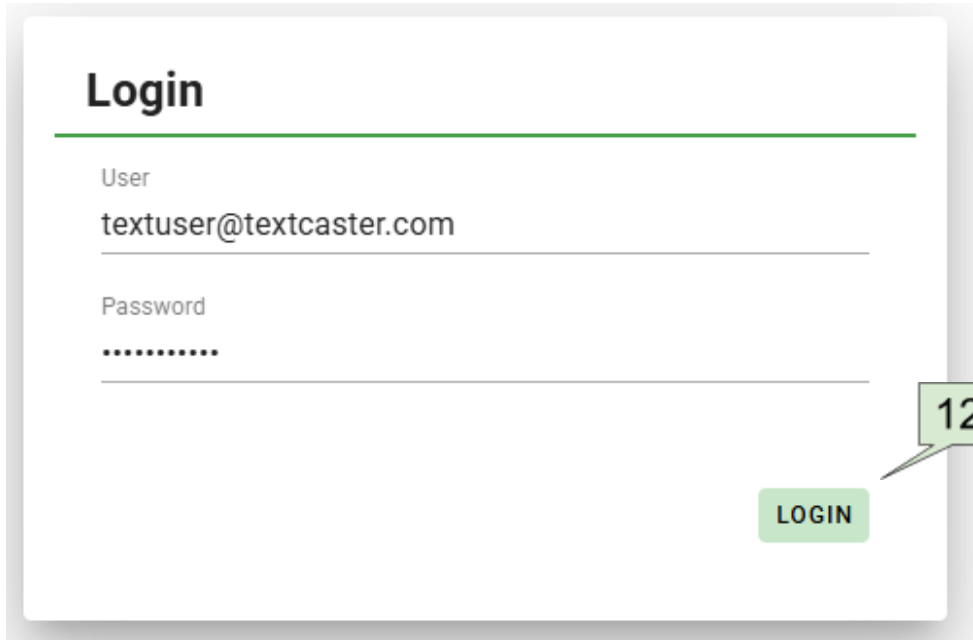 Login
User
textuser@textcaster.com
Password
•••••••••••
12
LOGIN